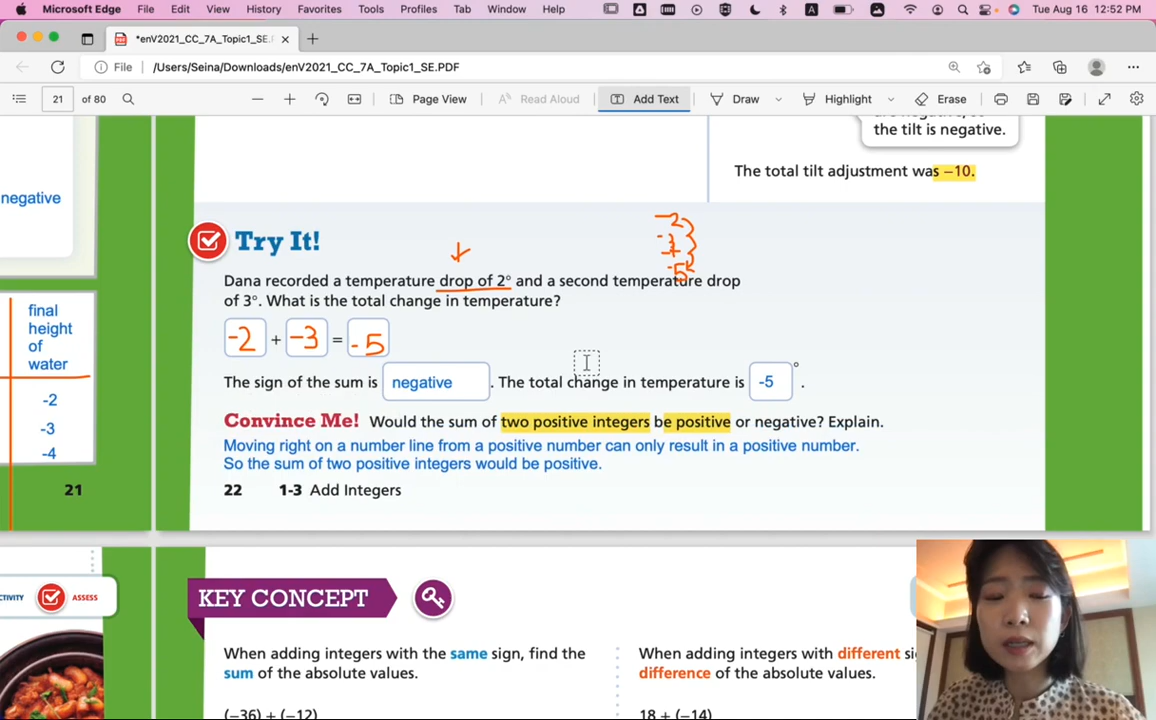 Microsoft Edge File Edit View History Favorites Tools Profiles Tab Window Help Tue Aug 16 12:52 PM
*enV2021_CC_7A_Topic1_SE.
File /Users/Seina/Downloads/enV2021_CC_7A_Topic1_SE.PDF
21 of 80 Page View Read Aloud Add Text Draw Highlight Erase
the tilt is negative.
The total tilt adjustment was −10.
negative
Try It!
−2
-5
Dana recorded a temperature drop of 2° and a second temperature drop
of 3°. What is the total change in temperature?
-2 + -3 = -5
The sign of the sum is negative. The total change in temperature is -5°.
Convince Me! Would the sum of two positive integers be positive or negative? Explain.
Moving right on a number line from a positive number can only result in a positive number.
So the sum of two positive integers would be positive.
22 1-3 Add Integers
final
height
of
water
-2
-3
-4
21
CTIVITY ASSESS
KEY CONCEPT
When adding integers with the same sign, find the
sum of the absolute values.
(−36) + (−12)
When adding integers with different si
difference of the absolute values.
18 + (−14)